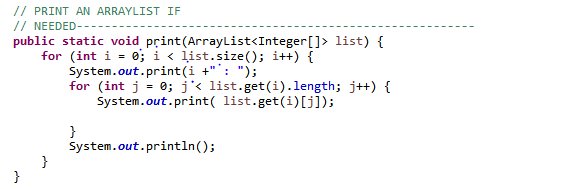 // PRINT AN ARRAYLIST IF
// NEEDED----------------------------------------------------------
public static void print(ArrayList<Integer[]> list) {
for (int i = 0; i < list.size(); i++) {
System.out.print(i +" : ");
for (int j = 0; j < list.get(i).length; j++) {
System.out.print( list.get(i)[j]);
}
System.out.println();
}
}